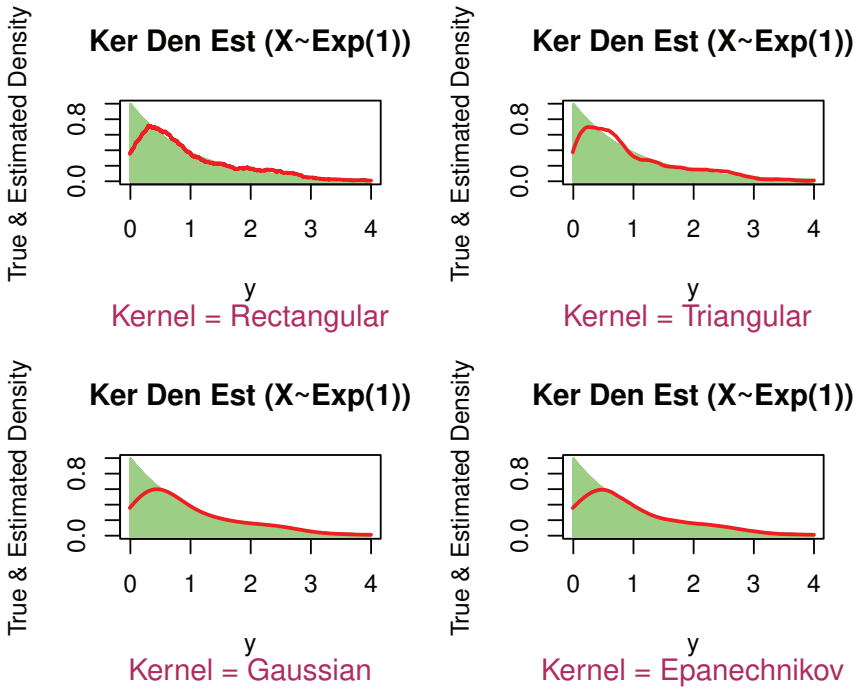 Ker Den Est (X~Exp(1))
True & Estimated Density
0.0 0.8
0 1 2 3 4
y
Kernel = Rectangular
Ker Den Est (X~Exp(1))
True & Estimated Density
0.0 0.8
0 1 2 3 4
y
Kernel = Triangular
Ker Den Est (X~Exp(1))
True & Estimated Density
0.0 0.8
0 1 2 3 4
y
Kernel = Gaussian
Ker Den Est (X~Exp(1))
True & Estimated Density
0.0 0.8
0 1 2 3 4
y
Kernel = Epanechnikov